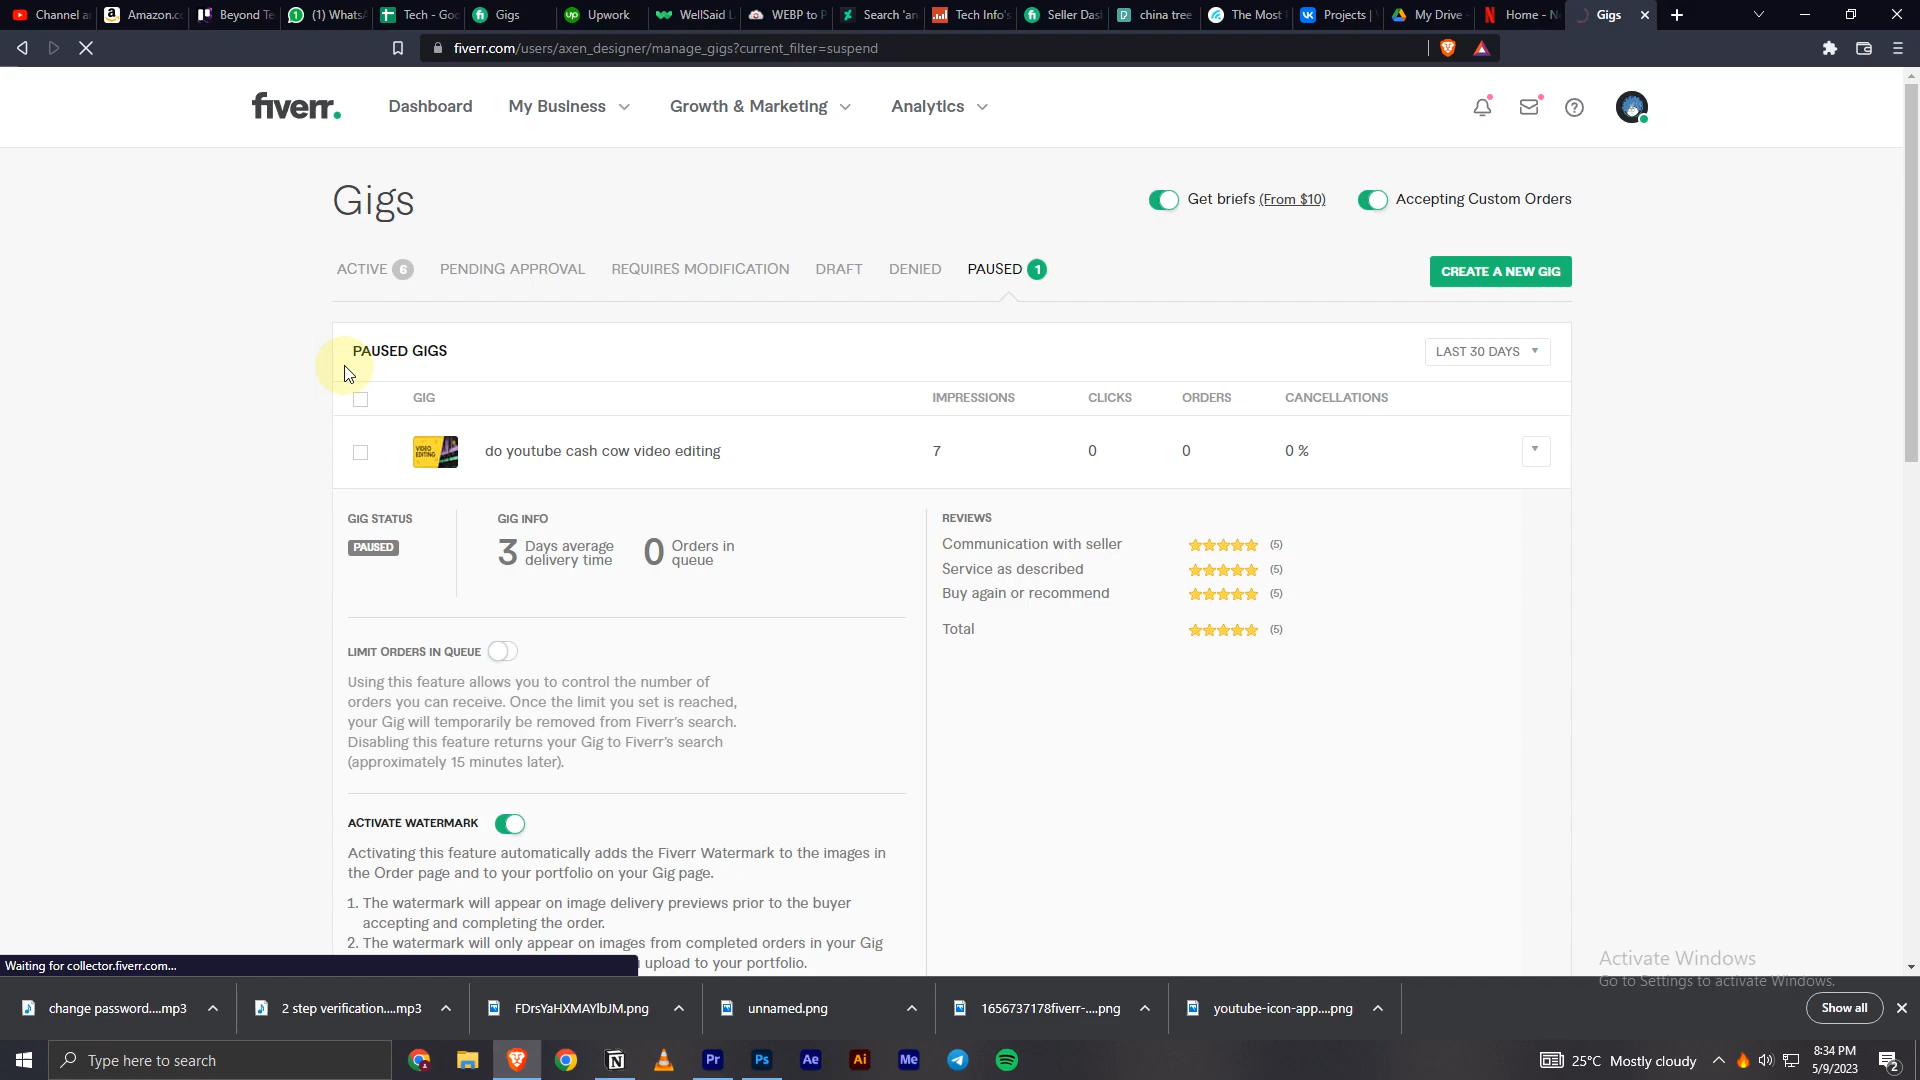 Channel a
Amazon.c
Beyond Te
(1) Whats
Tech - Goo
Gigs
Upwork
WellSaid L
WEBP to P
Search 'an
Tech Info's
Seller Das
china tree
The Most
Projects |
My Drive -
Home - N
Gigs
fiverr.com/users/axen_designer/manage_gigs?current_filter=suspend
fiverr.
Dashboard
My Business
Growth & Marketing
Analytics
Gigs
Get briefs (From $10)
Accepting Custom Orders
ACTIVE 6
PENDING APPROVAL
REQUIRES MODIFICATION
DRAFT
DENIED
PAUSED 1
CREATE A NEW GIG
PAUSED GIGS
LAST 30 DAYS
GIG
IMPRESSIONS
CLICKS
ORDERS
CANCELLATIONS
VIDEO
EDITING
do youtube cash cow video editing
7
0
0
0 %
GIG STATUS
PAUSED
GIG INFO
3 Days average
delivery time
0 Orders in
queue
REVIEWS
Communication with seller (5)
Service as described (5)
Buy again or recommend (5)
Total (5)
LIMIT ORDERS IN QUEUE
Using this feature allows you to control the number of
orders you can receive. Once the limit you set is reached,
your Gig will temporarily be removed from Fiverr's search.
Disabling this feature returns your Gig to Fiverr's search
(approximately 15 minutes later).
ACTIVATE WATERMARK
Activating this feature automatically adds the Fiverr Watermark to the images in
the Order page and to your portfolio on your Gig page.
1. The watermark will appear on image delivery previews prior to the buyer
accepting and completing the order.
2. The watermark will only appear on images from completed orders in your Gig
upload to your portfolio.
Waiting for collector.fiverr.com...
Activate Windows
Go to Settings to activate Windows.
change password....mp3
2 step verification....mp3
FDrsYaHXMAYlbJM.png
unnamed.png
1656737178fiverr-....png
youtube-icon-app....png
Show all
Type here to search
Pr
Ps
Ae
Ai
Me
25°C Mostly cloudy
8:34 PM
5/9/2023
2